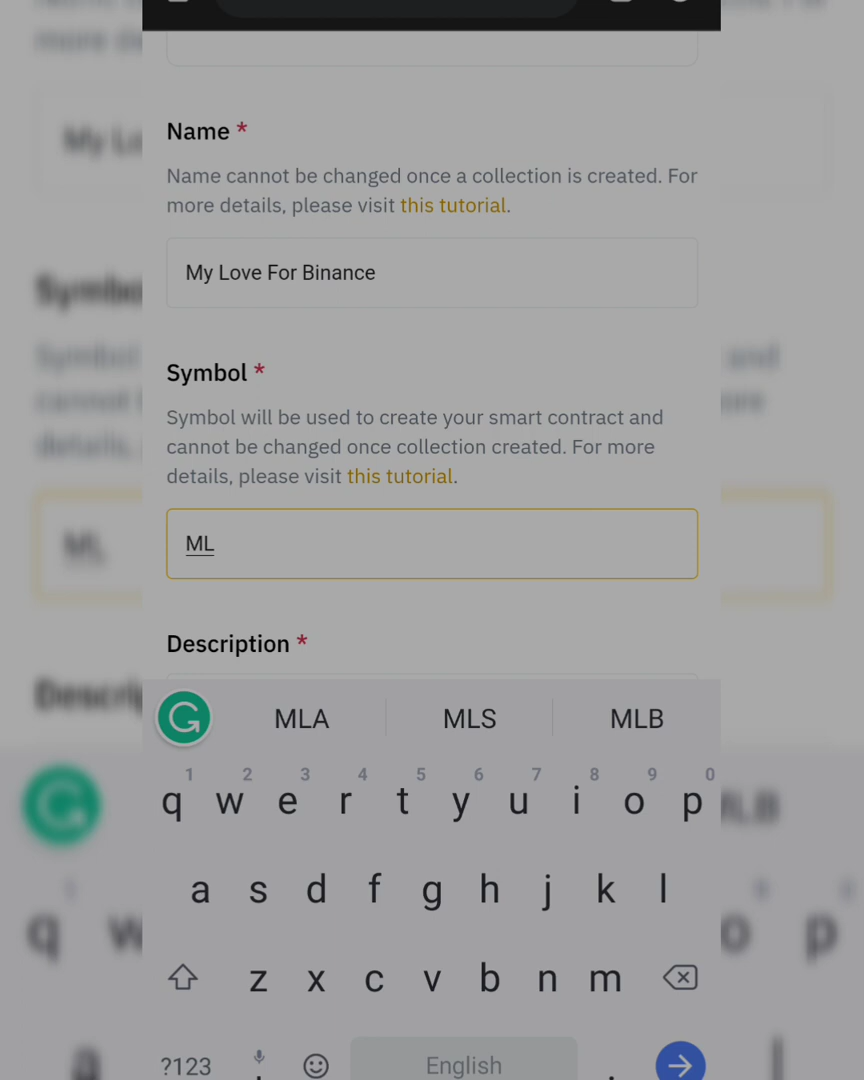 Name *
Name cannot be changed once a collection is created. For
more details, please visit this tutorial.
My Love For Binance
Symbol *
Symbol will be used to create your smart contract and
cannot be changed once collection created. For more
details, please visit this tutorial.
ML
Description *
MLA MLS MLB
1 2 3 4 5 6 7 8 9 0
q w e r t y u i o p
a s d f g h j k l
z x c v b n m
?123 , English .